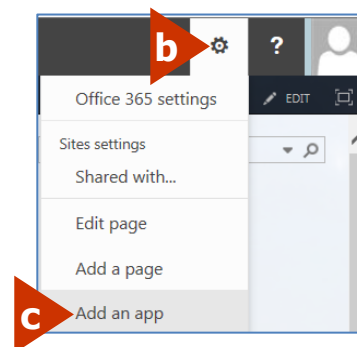 b ?
Office 365 settings
EDIT
Sites settings
Shared with...
Edit page
Add a page
c Add an app